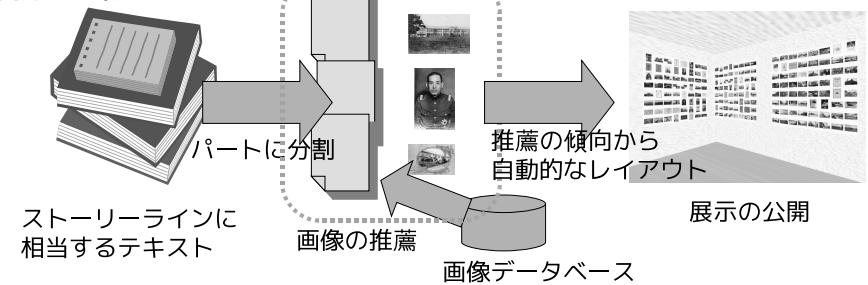 パートに分割
推薦の傾向から
自動的なレイアウト
ストーリーラインに
相当するテキスト
画像の推薦
画像データベース
展示の公開